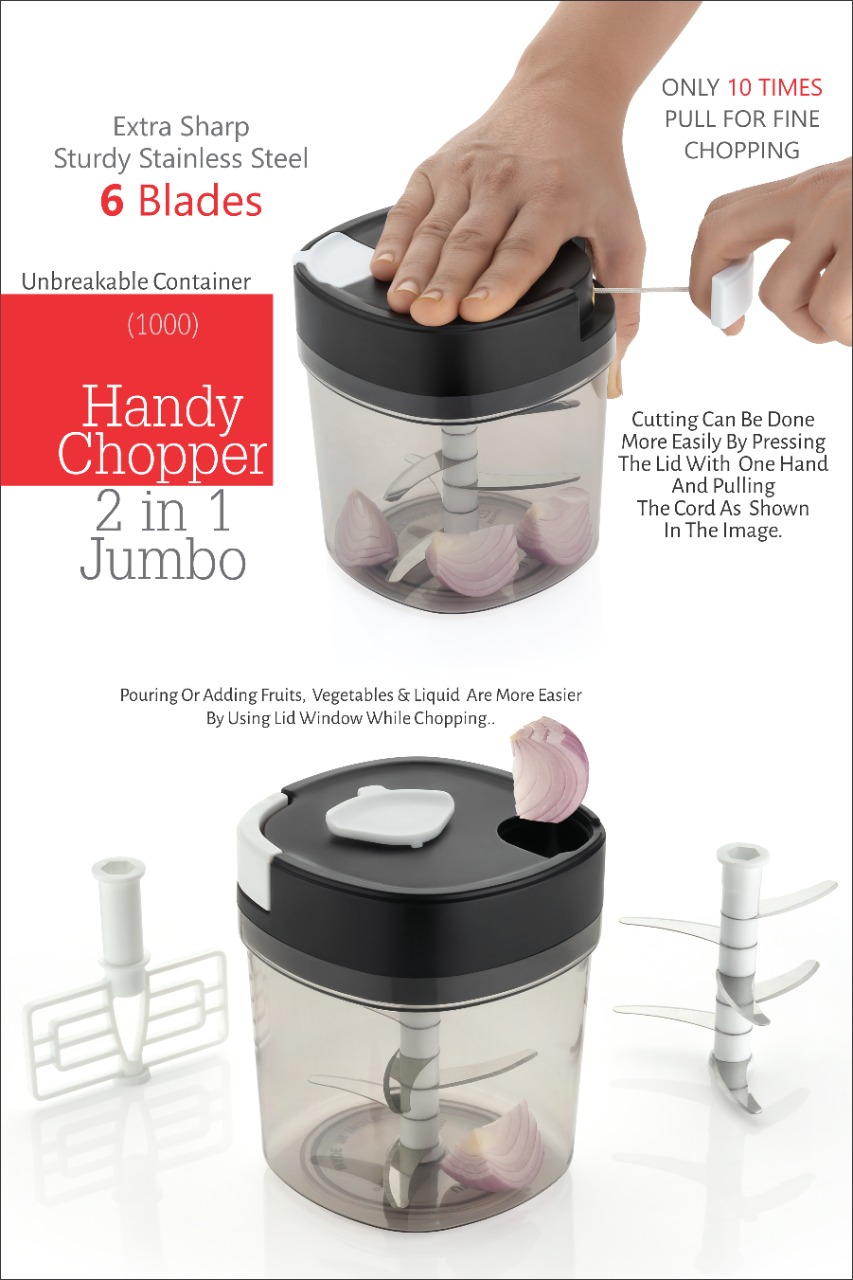 Extra Sharp
Sturdy Stainless Steel
6 Blades
ONLY 10 TIMES
PULL FOR FINE
CHOPPING
Unbreakable Container
(1000)
Handy
Chopper
2 in 1
Jumbo
Cutting Can Be Done
More Easily By Pressing
The Lid With One Hand
And Pulling
The Cord As Shown
In The Image.
Pouring Or Adding Fruits, Vegetables & Liquid Are More Easier
By Using Lid Window While Chopping..